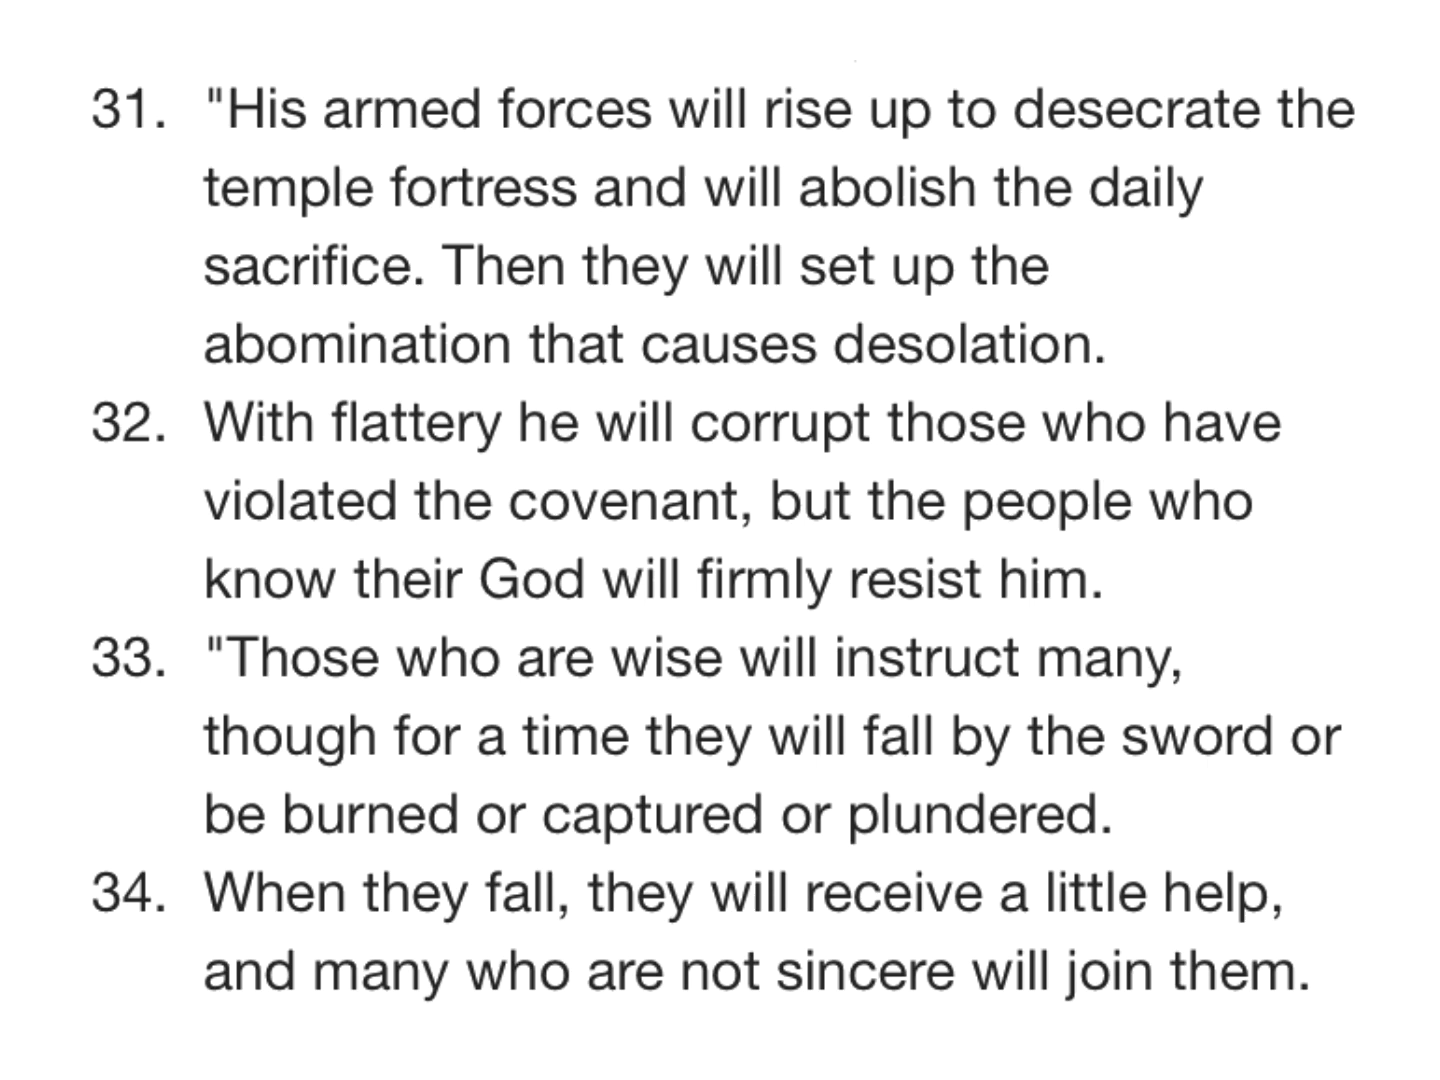 31. "His armed forces will rise up to desecrate the
temple fortress and will abolish the daily
sacrifice. Then they will set up the
abomination that causes desolation.
32. With flattery he will corrupt those who have
violated the covenant, but the people who
know their God will firmly resist him.
33. "Those who are wise will instruct many,
though for a time they will fall by the sword or
be burned or captured or plundered.
34. When they fall, they will receive a little help,
and many who are not sincere will join them.